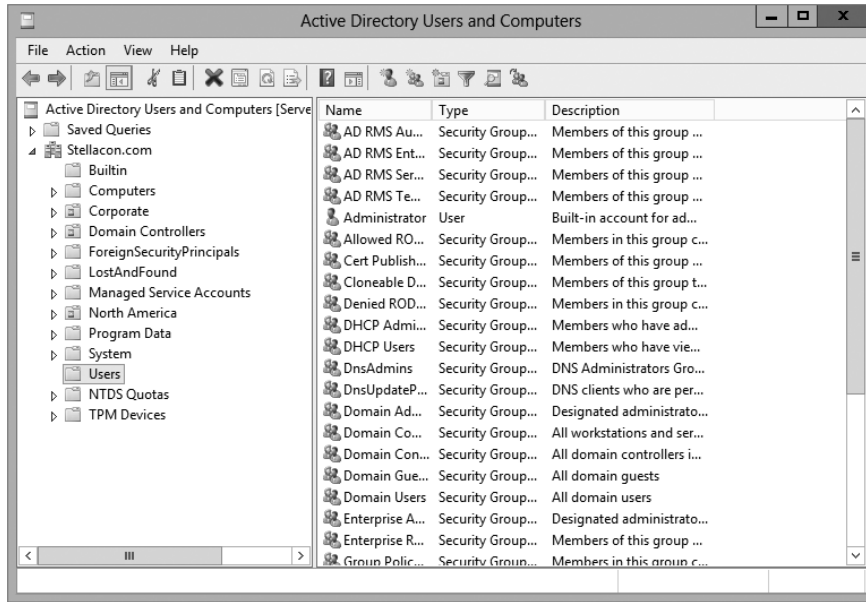 Active Directory Users and Computers
File Action View Help
Active Directory Users and Computers [Serve
Saved Queries
Stellacon.com
Builtin
Computers
Corporate
Domain Controllers
ForeignSecurityPrincipals
LostAndFound
Managed Service Accounts
North America
Program Data
System
Users
NTDS Quotas
TPM Devices
Name Type Description
AD RMS Au... Security Group... Members of this group ...
AD RMS Ent... Security Group... Members of this group ...
AD RMS Ser... Security Group... Members of this group ...
AD RMS Te... Security Group... Members of this group ...
Administrator User Built-in account for ad...
Allowed RO... Security Group... Members in this group c...
Cert Publish... Security Group... Members of this group ...
Cloneable D... Security Group... Members of this group t...
Denied ROD... Security Group... Members in this group c...
DHCP Admi... Security Group... Members who have ad...
DHCP Users Security Group... Members who have vie...
DnsAdmins Security Group... DNS Administrators Gro...
DnsUpdateP... Security Group... DNS clients who are per...
Domain Ad... Security Group... Designated administrato...
Domain Co... Security Group... All workstations and ser...
Domain Con... Security Group... All domain controllers i...
Domain Gue... Security Group... All domain guests
Domain Users Security Group... All domain users
Enterprise A... Security Group... Designated administrato...
Enterprise R... Security Group... Members of this group ...
Group Polic... Security Group... Members in this group c...